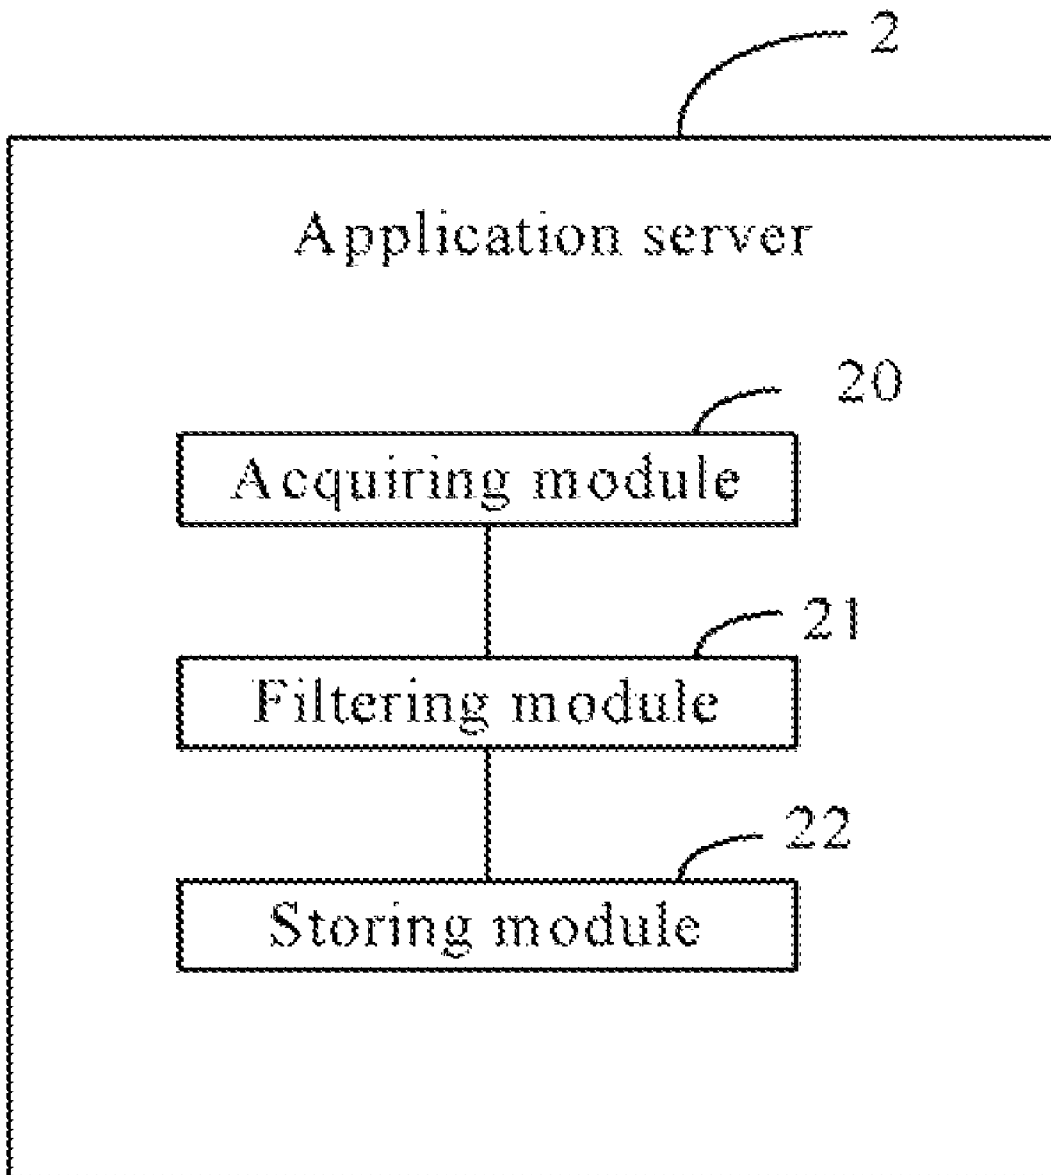 2
Application server
20
Acquiring module
21
Filtering module
22
Storing module